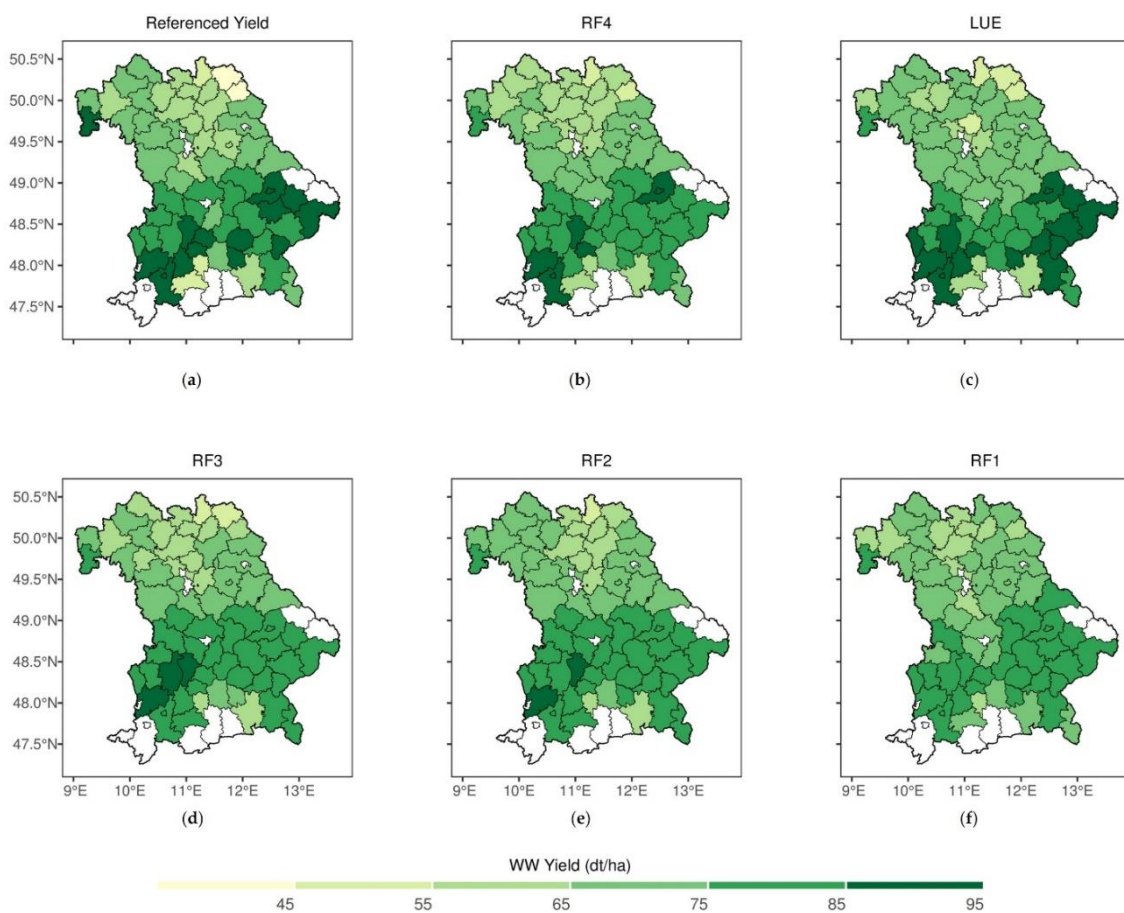 Referenced Yield RF4 LUE
50.5°N
50.0°N
49.5°N
49.0°N
48.5°N
48.0°N
47.5°N
(a) (b) (c)
RF3 RF2 RF1
50.5°N
50.0°N
49.5°N
49.0°N
48.5°N
48.0°N
47.5°N
9°E 10°E 11°E 12°E 13°E 9°E 10°E 11°E 12°E 13°E 9°E 10°E 11°E 12°E 13°E
(d) (e) (f)
WW Yield (dt/ha)
45 55 65 75 85 95